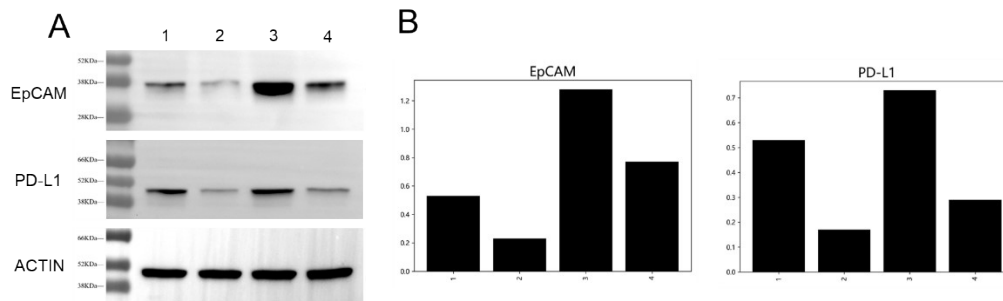 A
1 2 3 4
EpCAM
52KDa
38KDa
28KDa
PD-L1
66KDa
52KDa
38KDa
ACTIN
66KDa
52KDa
38KDa
B
EpCAM
1.2
1.0
0.8
0.6
0.4
0.2
0.0
1 2 3 4
PD-L1
0.7
0.6
0.5
0.4
0.3
0.2
0.1
0.0
1 2 3 4